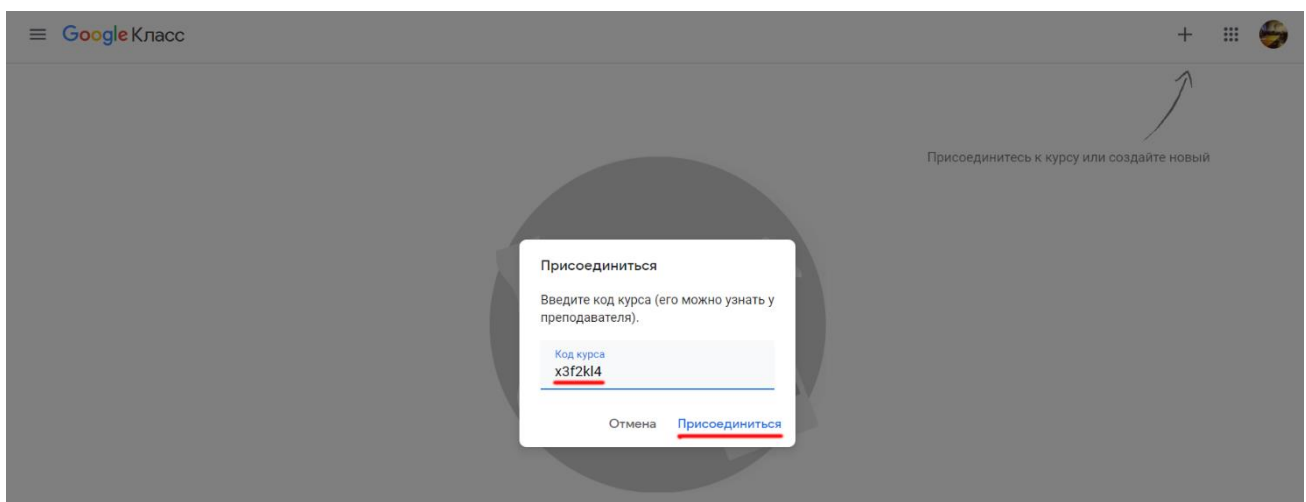 Google Класс
Присоединитесь к курсу или создайте новый
Присоединиться
Введите код курса (его можно узнать у
преподавателя).
Код курса
x3f2kl4
Отмена Присоединиться